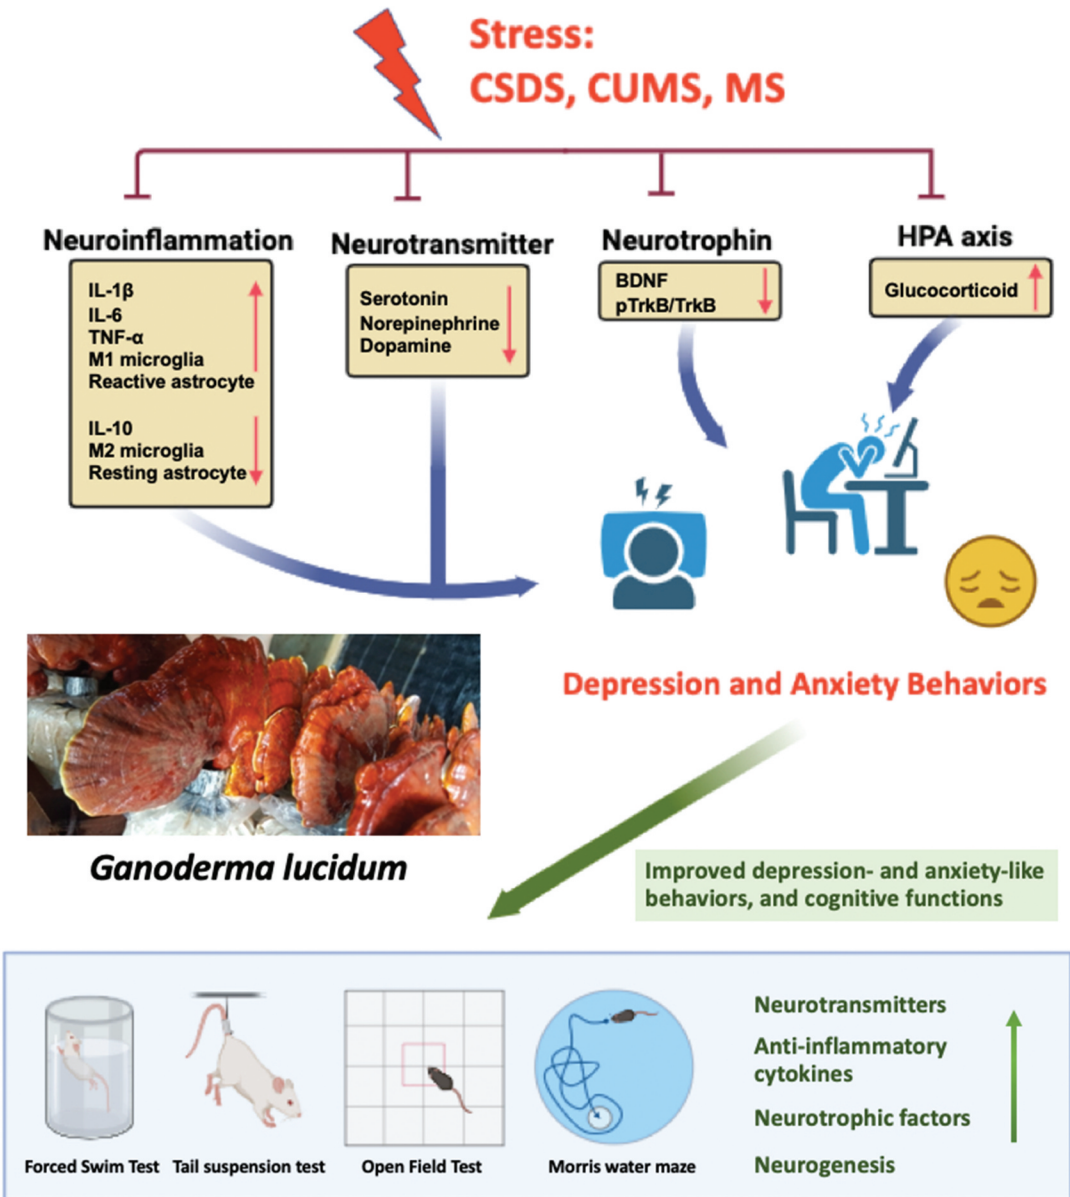 Stress:
CSDS, CUMS, MS
Neuroinflammation
IL-1β
IL-6
TNF-α
M1 microglia
Reactive astrocyte
IL-10
M2 microglia
Resting astrocyte
Neurotransmitter
Serotonin
Norepinephrine
Dopamine
Neurotrophin
BDNF
pTrkB/TrkB
HPA axis
Glucocorticoid
Depression and Anxiety Behaviors
Ganoderma lucidum
Improved depression- and anxiety-like
behaviors, and cognitive functions
Forced Swim Test
Tail suspension test
Open Field Test
Morris water maze
Neurotransmitters
Anti-inflammatory
cytokines
Neurotrophic factors
Neurogenesis